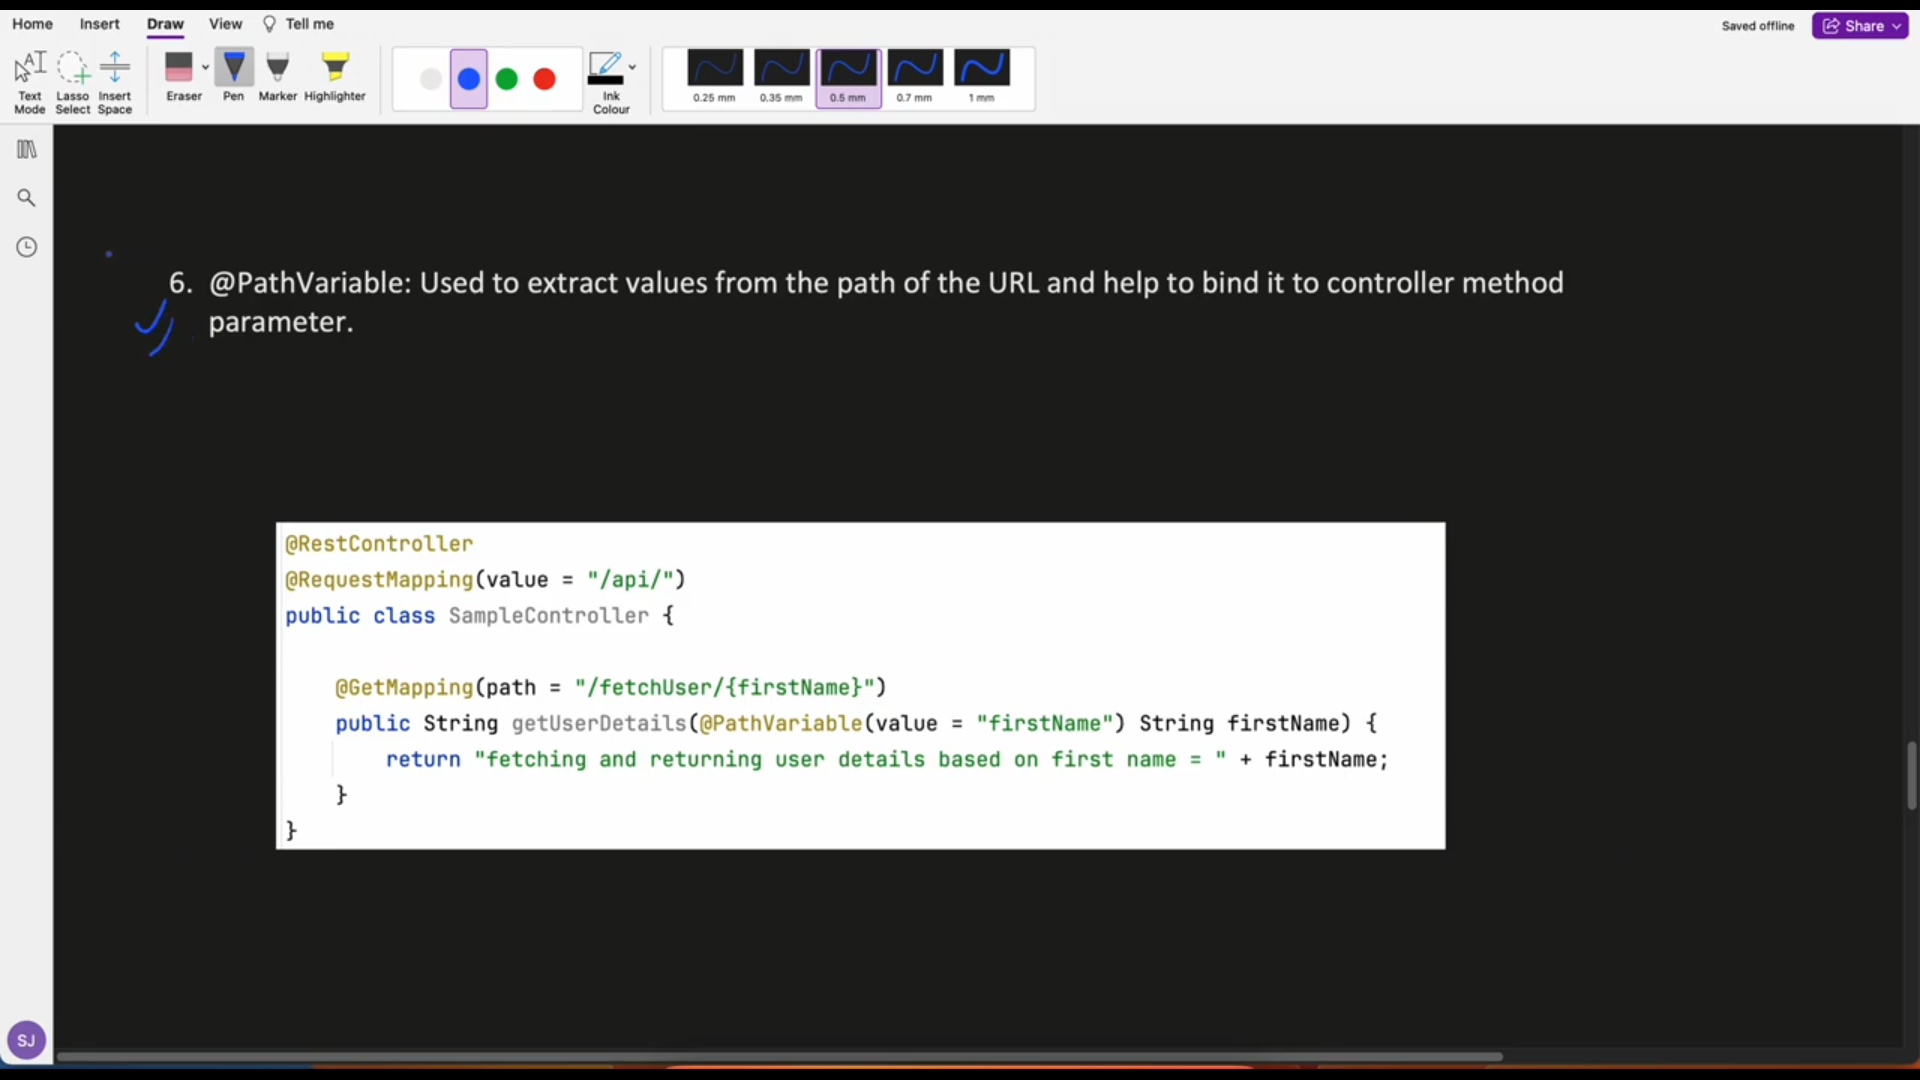 Home Insert Draw View Tell me
Saved offline Share
Text Mode
Lasso Select
Insert Space
Eraser
Pen
Marker
Highlighter
Ink Colour
0.25 mm 0.35 mm 0.5 mm 0.7 mm 1 mm
6. @PathVariable: Used to extract values from the path of the URL and help to bind it to controller method
parameter.
@RestController
@RequestMapping(value = "/api/")
public class SampleController {
@GetMapping(path = "/fetchUser/{firstName}")
public String getUserDetails(@PathVariable(value = "firstName") String firstName) {
return "fetching and returning user details based on first name = " + firstName;
}
}
SJ